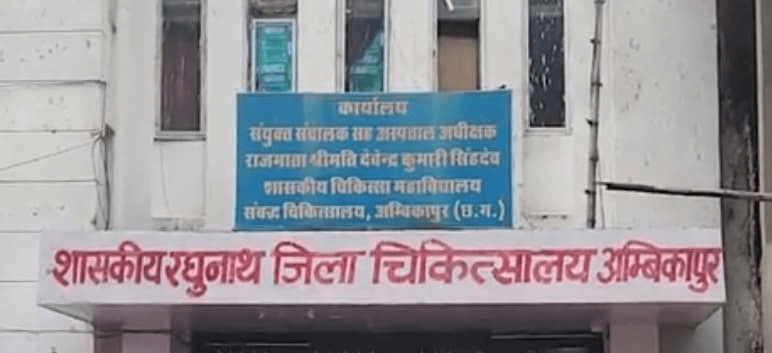 कार्यालय
संयुक्त संचालक सह अस्पताल अधीक्षक
राजमाता श्रीमति देवेन्द्र कुमारी सिंहदेव
शासकीय चिकित्सा महाविद्यालय
संबद्ध चिकित्सालय, अम्बिकापुर (छ.ग.)
शासकीय रघुनाथ जिला चिकित्सालय अम्बिकापुर